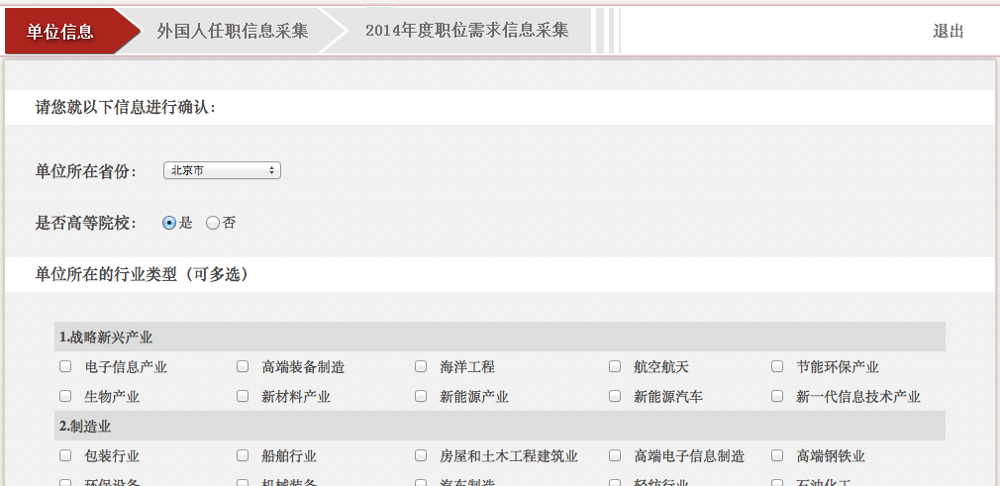 单位信息 外国人任职信息采集 2014年度职位需求信息采集 退出
请您就以下信息进行确认：
单位所在省份： 北京市
是否高等院校： 是 否
单位所在的行业类型（可多选）
1.战略新兴产业
电子信息产业 高端装备制造 海洋工程 航空航天 节能环保产业
生物产业 新材料产业 新能源产业 新能源汽车 新一代信息技术产业
2.制造业
包装行业 船舶行业 房屋和土木工程建筑业 高端电子信息制造 高端钢铁业
环保设备 机械装备 汽车制造 轻纺行业 石油化工